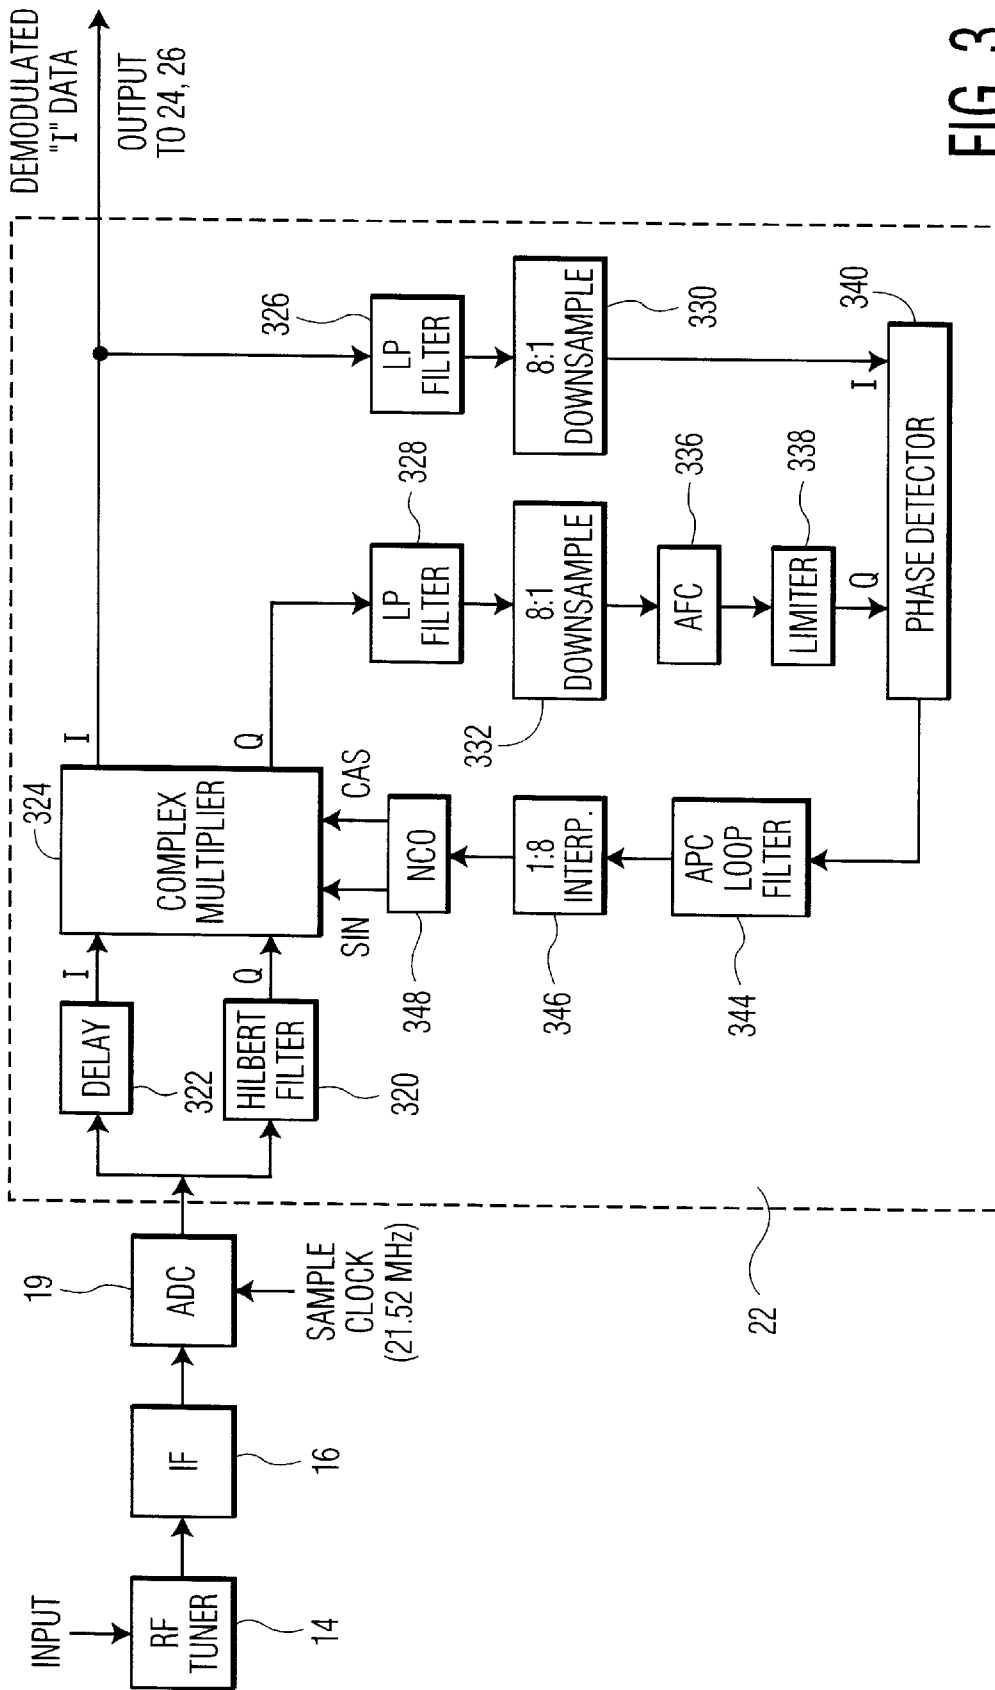 INPUT
RF
TUNER
14
IF
16
ADC
19
SAMPLE
CLOCK
(21.52 MHz)
22
DELAY
322
HILBERT
FILTER
320
I
Q
COMPLEX
MULTIPLIER
324
SIN
CAS
NCO
348
1:8
INTERP.
346
APC
LOOP
FILTER
344
I
Q
LP
FILTER
328
8:1
DOWNSAMPLE
332
AFC
336
LIMITER
338
Q
LP
FILTER
326
8:1
DOWNSAMPLE
330
I
PHASE DETECTOR
340
DEMODULATED
"I" DATA
OUTPUT
TO 24, 26
FIG. 3